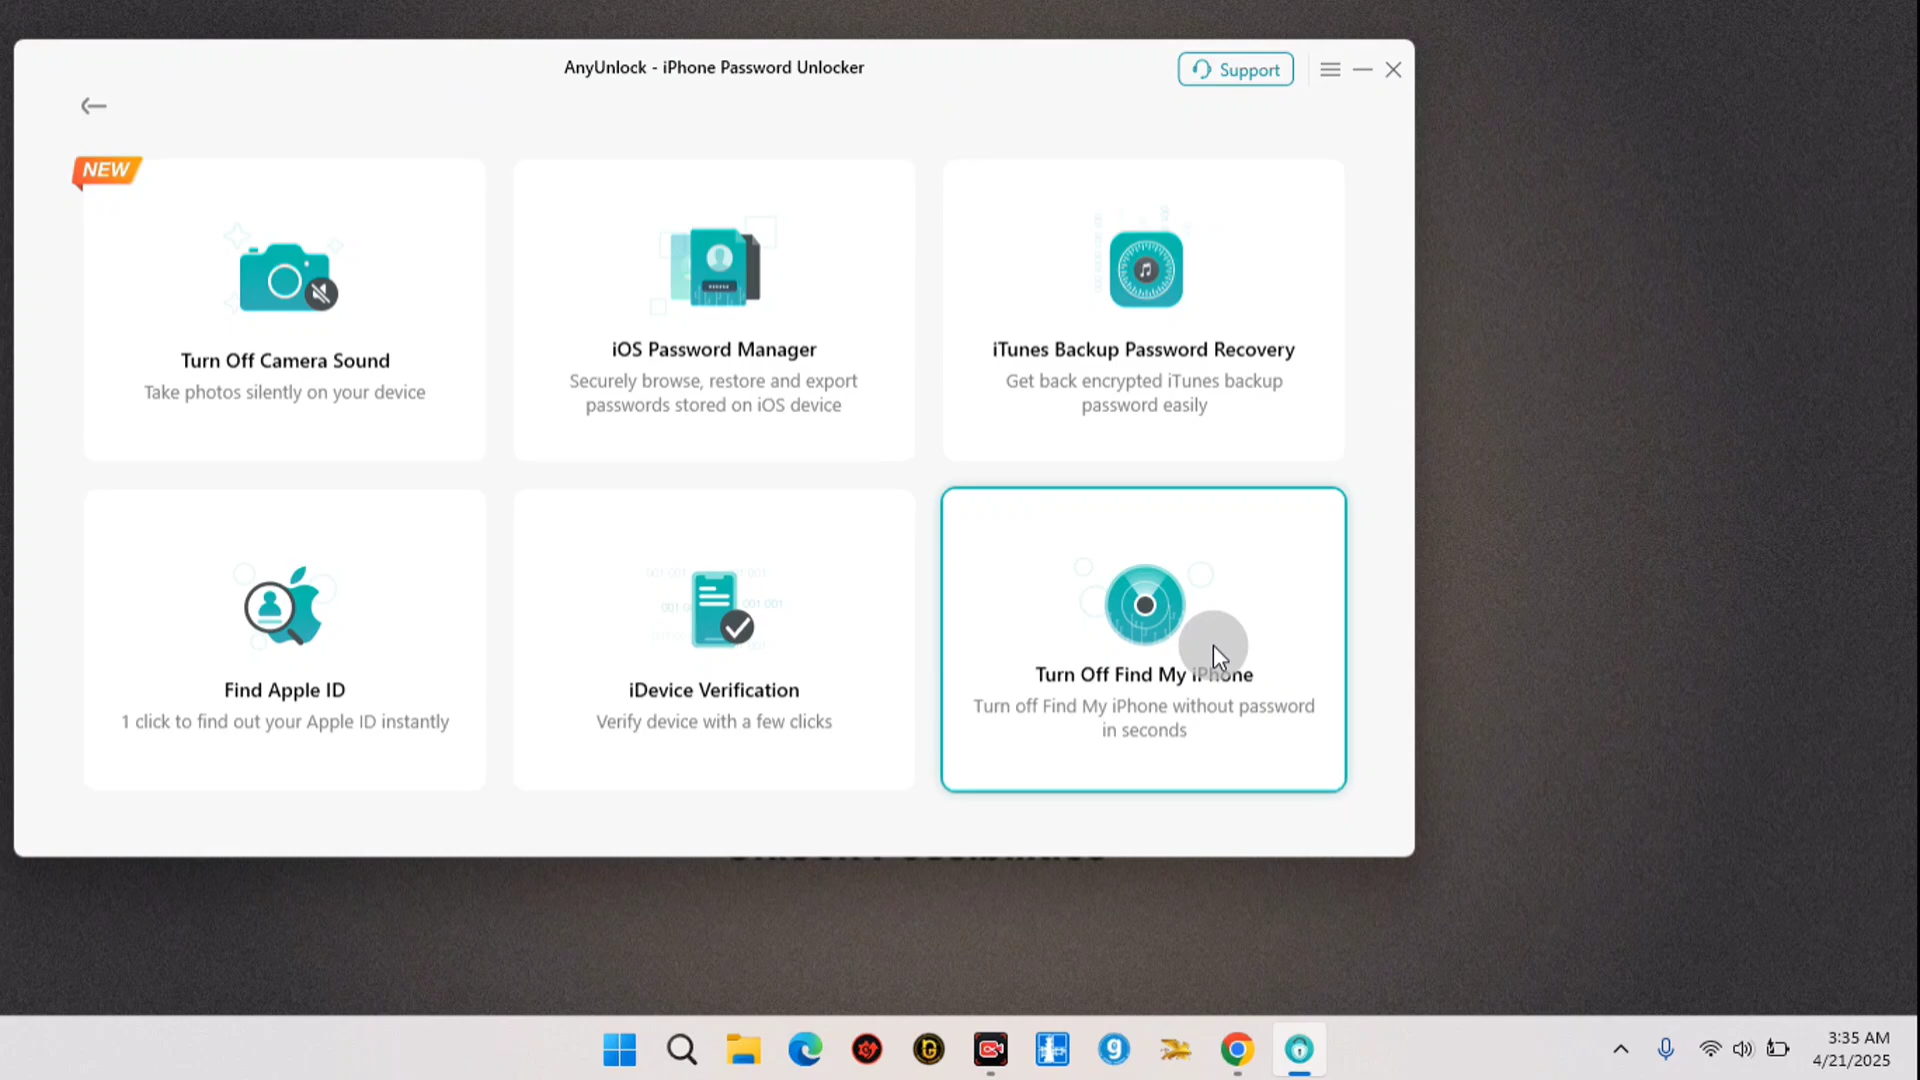 AnyUnlock - iPhone Password Unlocker
Support
NEW
Turn Off Camera Sound
Take photos silently on your device
iOS Password Manager
Securely browse, restore and export
passwords stored on iOS device
iTunes Backup Password Recovery
Get back encrypted iTunes backup
password easily
Find Apple ID
1 click to find out your Apple ID instantly
iDevice Verification
Verify device with a few clicks
Turn Off Find My iPhone
Turn off Find My iPhone without password
in seconds
3:35 AM
4/21/2025